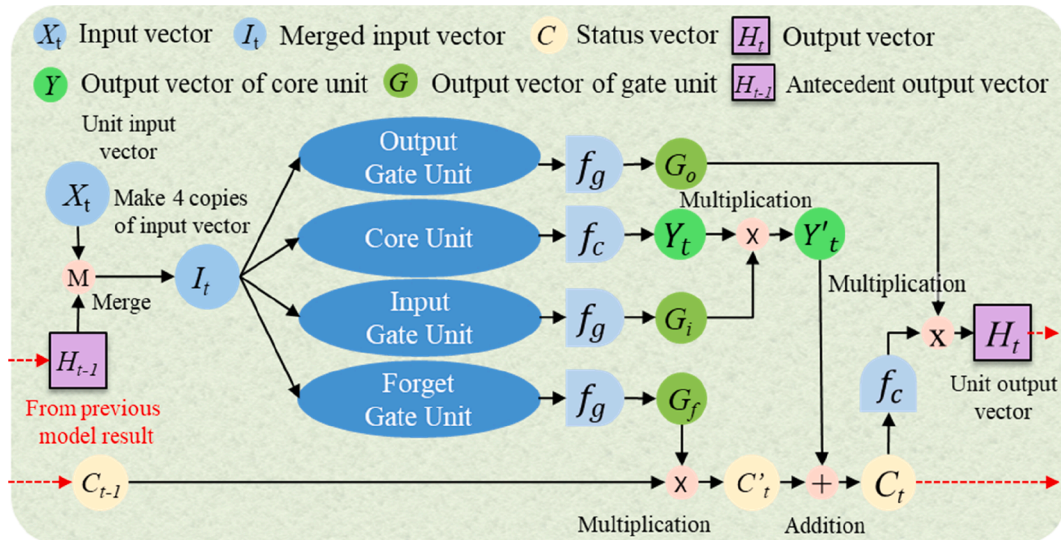 Xt Input vector It Merged input vector C Status vector Ht Output vector
Y Output vector of core unit G Output vector of gate unit Ht-1 Antecedent output vector
Unit input
vector
Xt
Make 4 copies
of input vector
M
Merge
It
Ht-1
From previous
model result
Output
Gate Unit
fg
Go
Multiplication
Core Unit
fc
Yt
x
Y't
Input
Gate Unit
fg
Gi
Multiplication
x
Ht
Unit output
vector
Forget
Gate Unit
fg
Gf
fc
Ct-1
x
C't
+
Ct
Multiplication
Addition